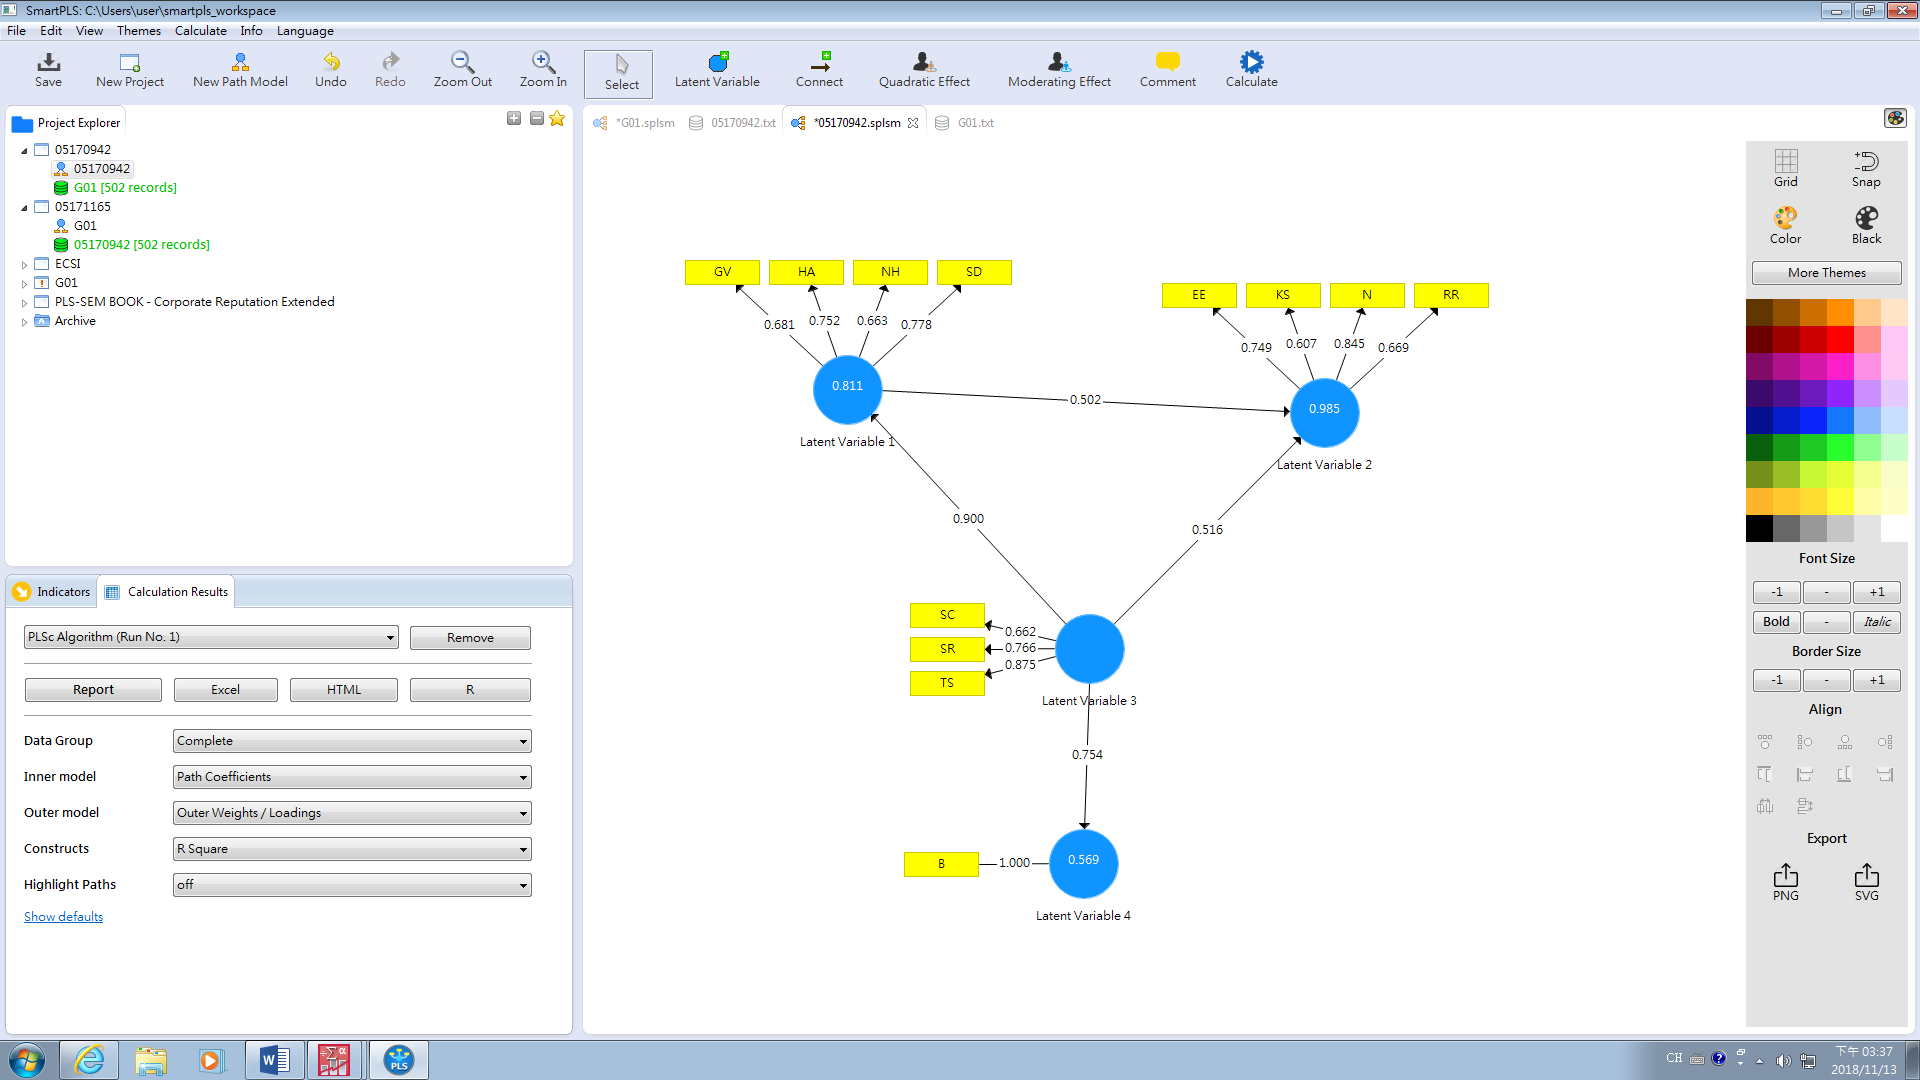 SmartPLS: C:\Users\user\smartpls_workspace
File Edit View Themes Calculate Info Language
Save New Project New Path Model Undo Redo Zoom Out Zoom In Select Latent Variable Connect Quadratic Effect Moderating Effect Comment Calculate
Project Explorer
05170942
05170942
G01 [502 records]
05171165
G01
05170942 [502 records]
ECSI
G01
PLS-SEM BOOK - Corporate Reputation Extended
Archive
Indicators Calculation Results
PLSc Algorithm (Run No. 1) Remove
Report Excel HTML R
Data Group Complete
Inner model Path Coefficients
Outer model Outer Weights / Loadings
Constructs R Square
Highlight Paths off
Show defaults
*G01.splsm 05170942.txt *05170942.splsm G01.txt
GV HA NH SD
0.681 0.752 0.663 0.778
0.811
Latent Variable 1
EE KS N RR
0.749 0.607 0.845 0.669
0.985
Latent Variable 2
0.502
0.900
0.516
SC 0.662
SR 0.766
TS 0.875
Latent Variable 3
0.754
B 1.000 0.569
Latent Variable 4
Grid Snap
Color Black
More Themes
Font Size
-1 - +1
Bold - Italic
Border Size
-1 - +1
Align
Export
PNG SVG
PLS
CH
下午 03:37
2018/11/13